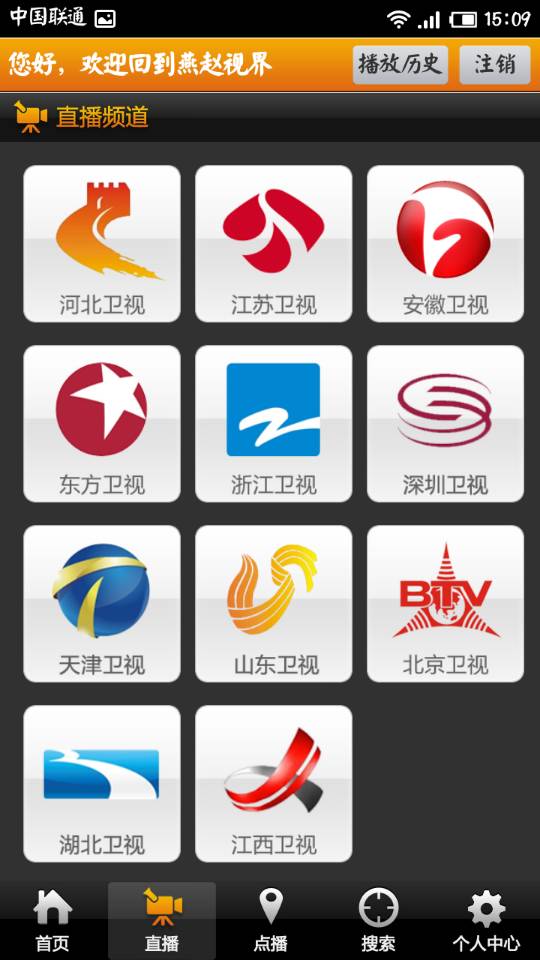 中国联通 15:09
您好，欢迎回到燕赵视界 播放历史 注销
直播频道
河北卫视 江苏卫视 安徽卫视
东方卫视 浙江卫视 深圳卫视
BTV
天津卫视 山东卫视 北京卫视
湖北卫视 江西卫视
首页 直播 点播 搜索 个人中心